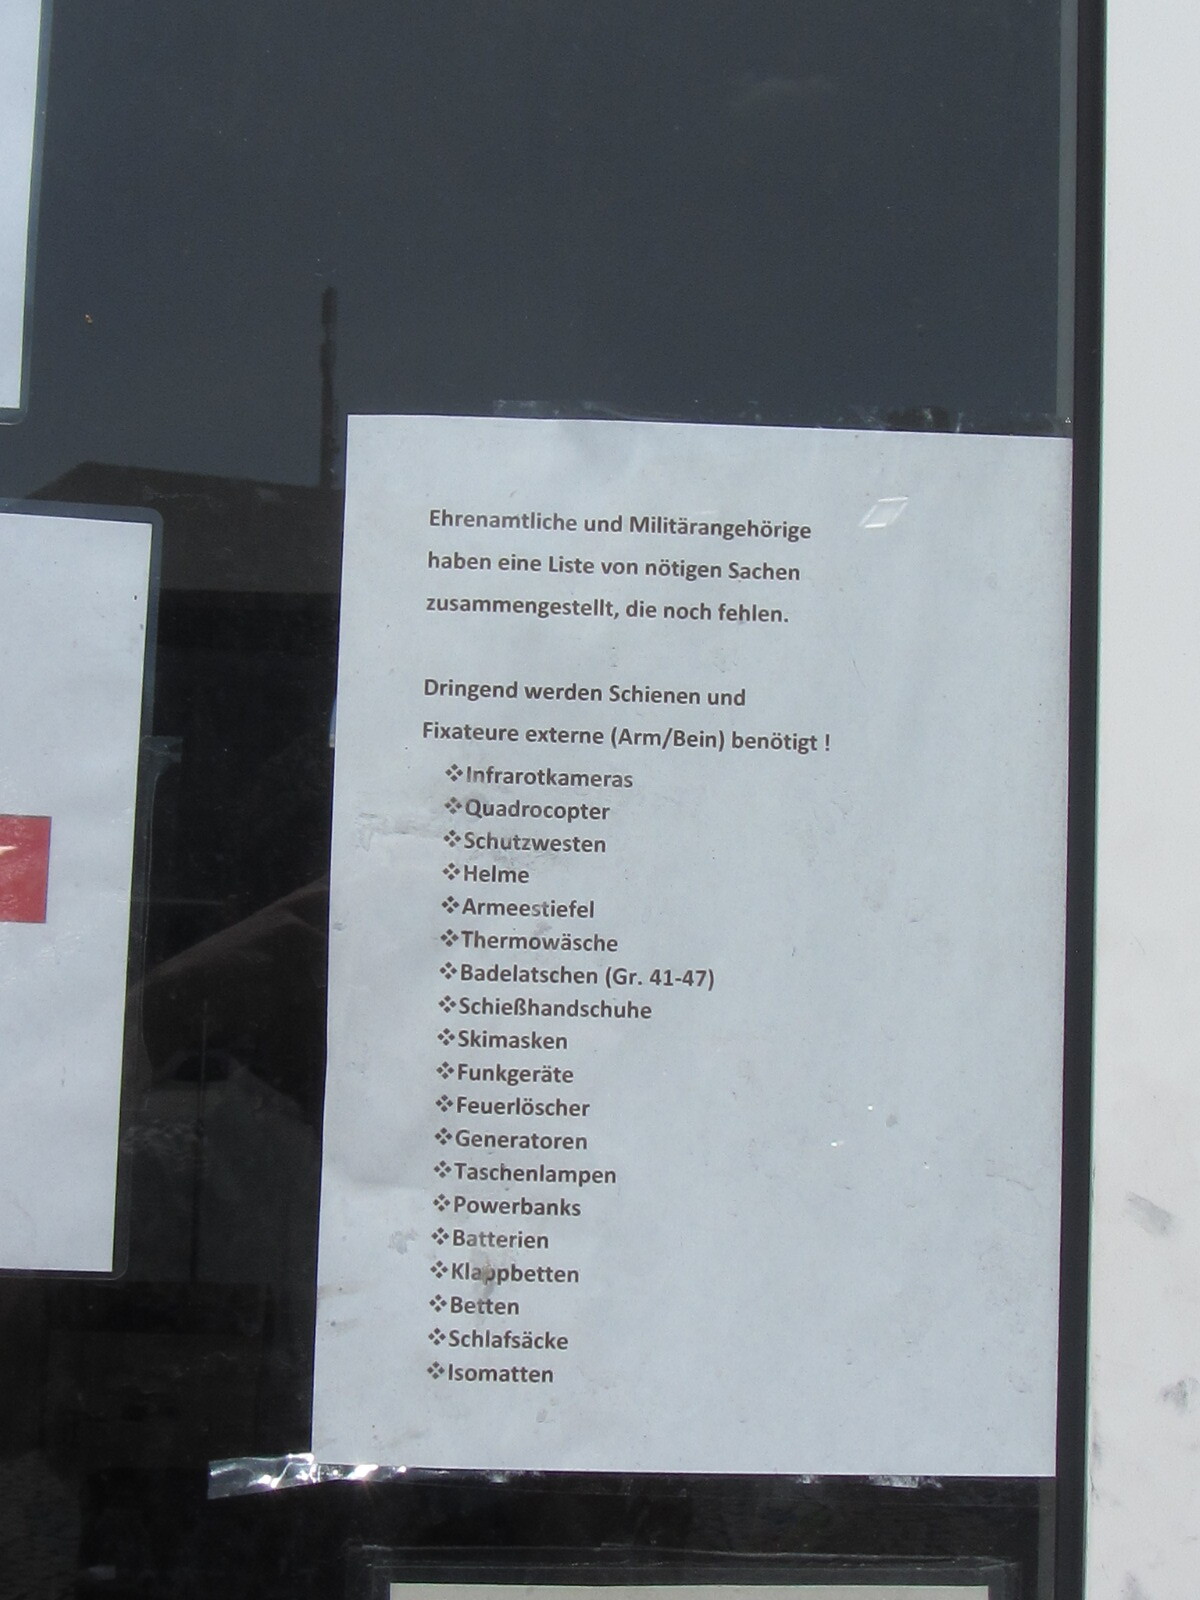 Ehrenamtliche und Militärangehörige
haben eine Liste von nötigen Sachen
zusammengestellt, die noch fehlen.
Dringend werden Schienen und
Fixateure externe (Arm/Bein) benötigt !
❖Infrarotkameras
❖Quadrocopter
❖Schutzwesten
❖Helme
❖Armeestiefel
❖Thermowäsche
❖Badelatschen (Gr. 41-47)
❖Schießhandschuhe
❖Skimasken
❖Funkgeräte
❖Feuerlöscher
❖Generatoren
❖Taschenlampen
❖Powerbanks
❖Batterien
❖Klappbetten
❖Betten
❖Schlafsäcke
❖Isomatten